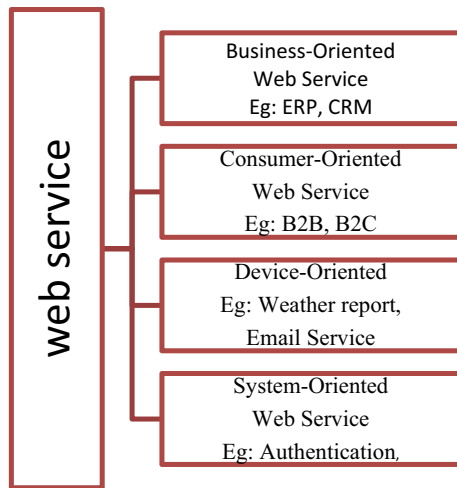 web service
Business-Oriented
Web Service
Eg: ERP, CRM
Consumer-Oriented
Web Service
Eg: B2B, B2C
Device-Oriented
Eg: Weather report,
Email Service
System-Oriented
Web Service
Eg: Authentication,